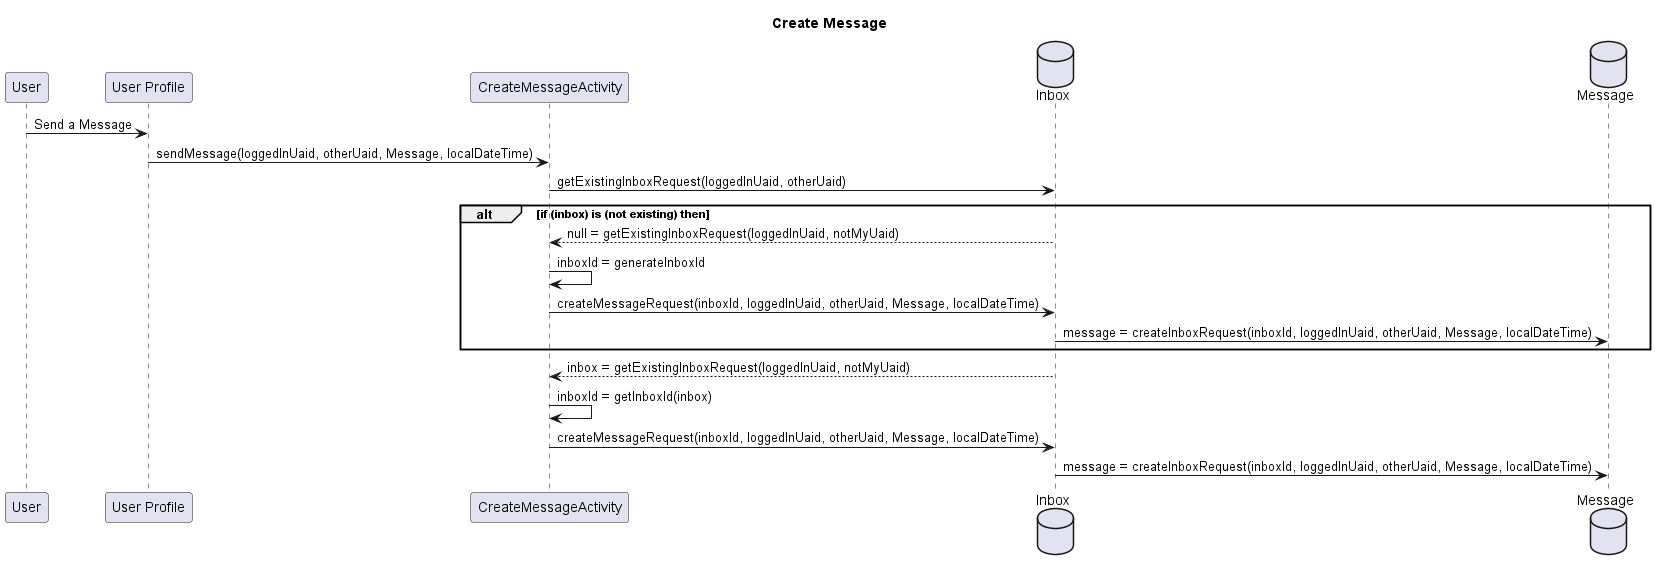 Create Message
User
User Profile
CreateMessageActivity
Inbox
Message
Send a Message
sendMessage(loggedInUaid, otherUaid, Message, localDateTime)
getExistingInboxRequest(loggedInUaid, otherUaid)
alt
[if (inbox) is (not existing) then]
null = getExistingInboxRequest(loggedInUaid, notMyUaid)
inboxId = generateInboxId
createMessageRequest(inboxId, loggedInUaid, otherUaid, Message, localDateTime)
message = createInboxRequest(inboxId, loggedInUaid, otherUaid, Message, localDateTime)
inbox = getExistingInboxRequest(loggedInUaid, notMyUaid)
inboxId = getInboxId(inbox)
createMessageRequest(inboxId, loggedInUaid, otherUaid, Message, localDateTime)
message = createInboxRequest(inboxId, loggedInUaid, otherUaid, Message, localDateTime)
User
User Profile
CreateMessageActivity
Inbox
Message